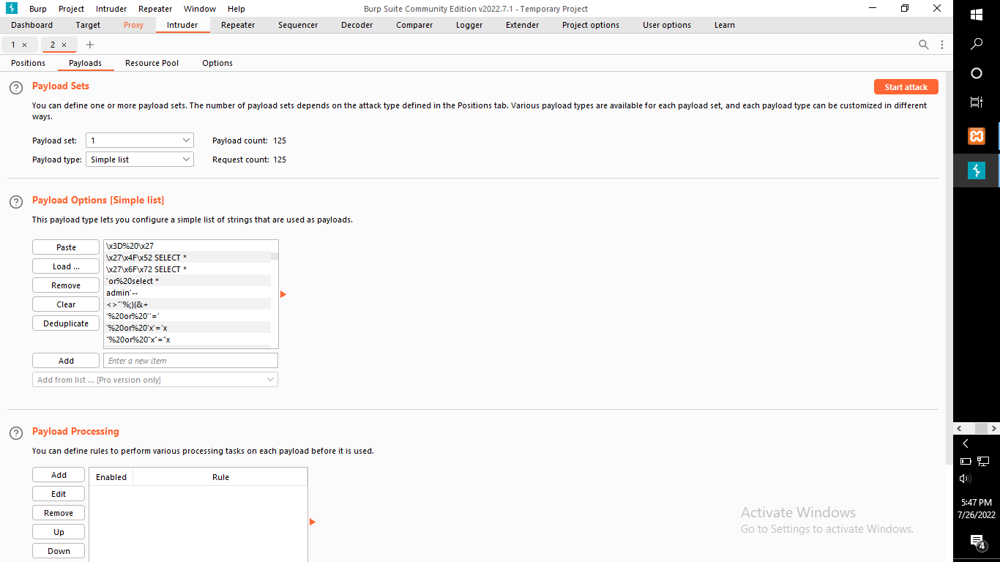 Burp Project Intruder Repeater Window Help Burp Suite Community Edition v2022.7.1 - Temporary Project
Dashboard Target Proxy Intruder Repeater Sequencer Decoder Comparer Logger Extender Project options User options Learn
1 × 2 × +
Positions Payloads Resource Pool Options
? Payload Sets Start attack
You can define one or more payload sets. The number of payload sets depends on the attack type defined in the Positions tab. Various payload types are available for each payload set, and each payload type can be customized in different
ways.
Payload set: 1 Payload count: 125
Payload type: Simple list Request count: 125
? Payload Options [Simple list]
This payload type lets you configure a simple list of strings that are used as payloads.
Paste
Load ...
Remove
Clear
Deduplicate
\x3D%20\x27
\x27\x4F\x52 SELECT *
\x27\x6F\x72 SELECT *
'or%20select *
admin'--
<>"'%;)(&+
'%20or%20''='
'%20or%20'x'='x
"%20or%20"x"="x
Add Enter a new item
Add from list ... [Pro version only]
? Payload Processing
You can define rules to perform various processing tasks on each payload before it is used.
Add
Edit
Remove
Up
Down
Enabled Rule
Activate Windows
Go to Settings to activate Windows.
5:47 PM
7/26/2022
4